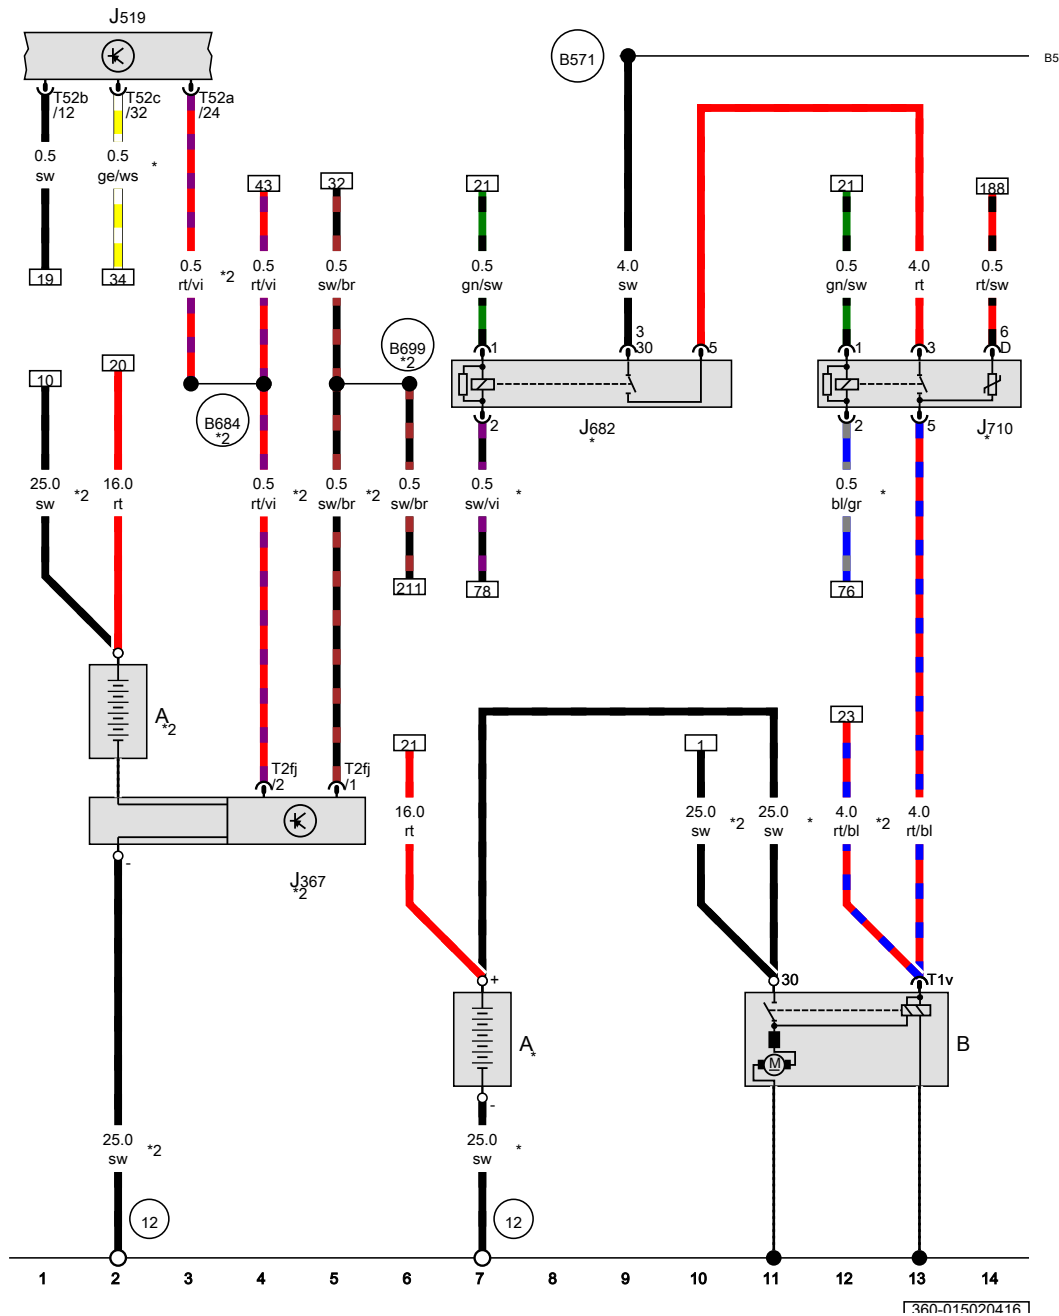 J519
T52b
/12
T52c
/32
T52a
/24
B571
B5
0.5
sw
0.5
ge/ws
*
43
32
21
21
188
19
34
0.5
rt/vi
*2
0.5
rt/vi
0.5
sw/br
0.5
gn/sw
4.0
sw
0.5
gn/sw
4.0
rt
0.5
rt/sw
B699
*2
1
3
30
5
1
3
6
D
10
20
B684
*2
2
J682
*
2
5
J710
*
25.0
sw
*2
16.0
rt
0.5
rt/vi
*2
0.5
sw/br
*2
0.5
sw/br
0.5
sw/vi
*
0.5
bl/gr
*
211
78
76
A
*2
21
1
23
T2fj
/2
T2fj
/1
16.0
rt
25.0
sw
*2
25.0
sw
*
4.0
rt/bl
*2
4.0
rt/bl
-
J367
*2
+
30
T1v
A
*
M
B
-
25.0
sw
*2
25.0
sw
*
12
12
1 2 3 4 5 6 7 8 9 10 11 12 13 14
360-015020416